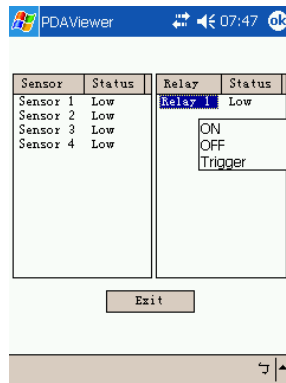 PDAViewer 07:47 ok
Sensor Status Relay Status
Sensor 1 Low Relay 1 Low
Sensor 2 Low
Sensor 3 Low
Sensor 4 Low
ON
OFF
Trigger
Exit